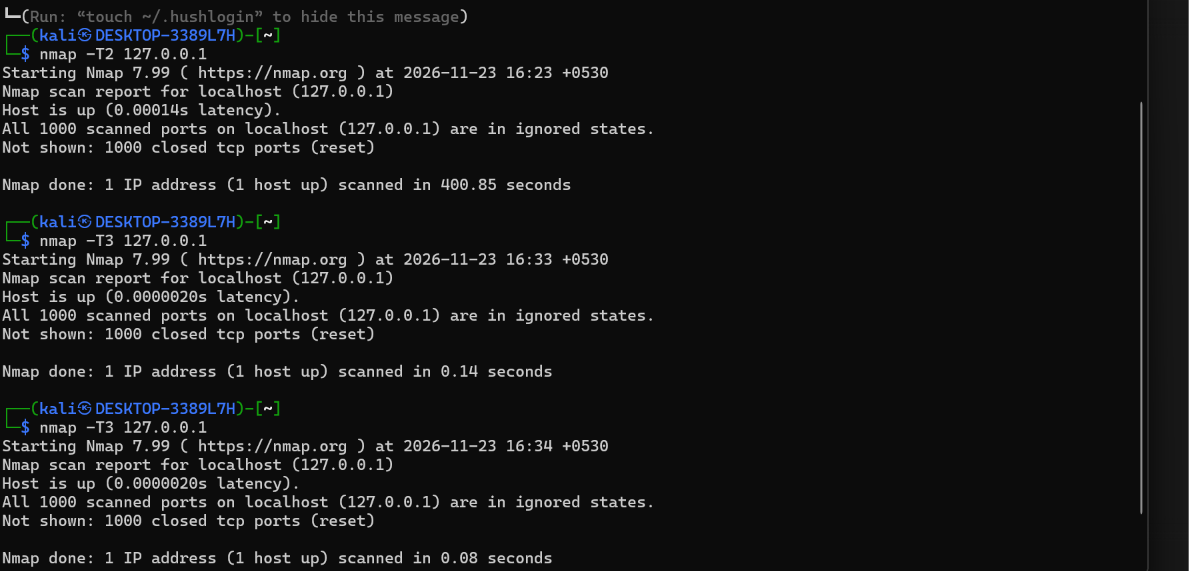 └─(Run: “touch ~/.hushlogin” to hide this message)
┌──(kali㉿DESKTOP-3389L7H)-[~]
└─$ nmap -T2 127.0.0.1
Starting Nmap 7.99 ( https://nmap.org ) at 2026-11-23 16:23 +0530
Nmap scan report for localhost (127.0.0.1)
Host is up (0.00014s latency).
All 1000 scanned ports on localhost (127.0.0.1) are in ignored states.
Not shown: 1000 closed tcp ports (reset)

Nmap done: 1 IP address (1 host up) scanned in 400.85 seconds

┌──(kali㉿DESKTOP-3389L7H)-[~]
└─$ nmap -T3 127.0.0.1
Starting Nmap 7.99 ( https://nmap.org ) at 2026-11-23 16:33 +0530
Nmap scan report for localhost (127.0.0.1)
Host is up (0.0000020s latency).
All 1000 scanned ports on localhost (127.0.0.1) are in ignored states.
Not shown: 1000 closed tcp ports (reset)

Nmap done: 1 IP address (1 host up) scanned in 0.14 seconds

┌──(kali㉿DESKTOP-3389L7H)-[~]
└─$ nmap -T3 127.0.0.1
Starting Nmap 7.99 ( https://nmap.org ) at 2026-11-23 16:34 +0530
Nmap scan report for localhost (127.0.0.1)
Host is up (0.0000020s latency).
All 1000 scanned ports on localhost (127.0.0.1) are in ignored states.
Not shown: 1000 closed tcp ports (reset)

Nmap done: 1 IP address (1 host up) scanned in 0.08 seconds